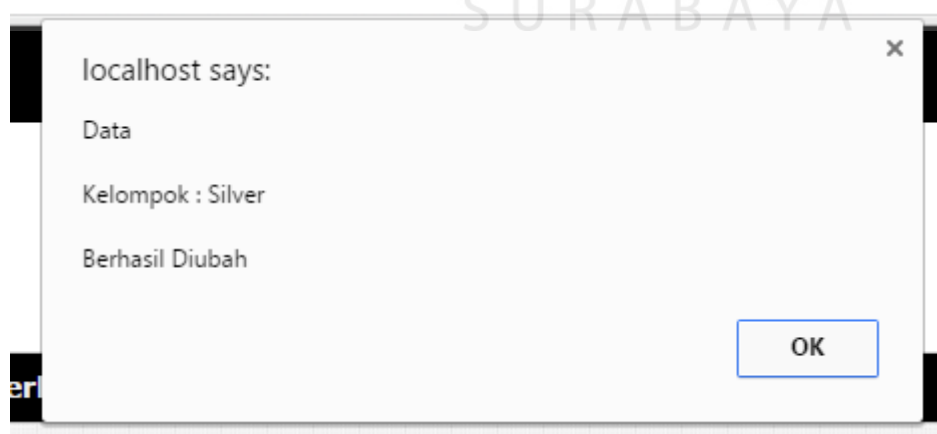 SURABAYA
localhost says:
Data
Kelompok : Silver
Berhasil Diubah
OK